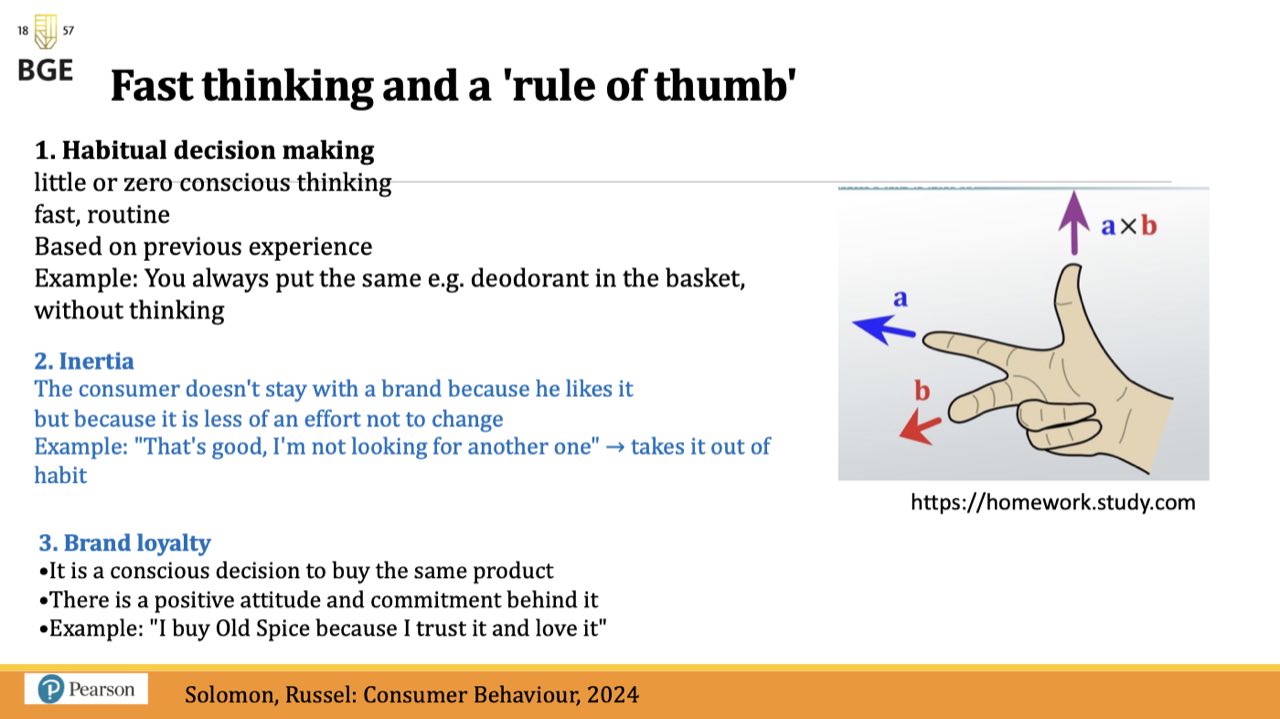 18 57
BGE
Fast thinking and a 'rule of thumb'
1. Habitual decision making
little or zero conscious thinking
fast, routine
Based on previous experience
Example: You always put the same e.g. deodorant in the basket,
without thinking
2. Inertia
The consumer doesn't stay with a brand because he likes it
but because it is less of an effort not to change
Example: "That's good, I'm not looking for another one" → takes it out of
habit
3. Brand loyalty
•It is a conscious decision to buy the same product
•There is a positive attitude and commitment behind it
•Example: "I buy Old Spice because I trust it and love it"
a×b
a
b
https://homework.study.com
Pearson
Solomon, Russel: Consumer Behaviour, 2024